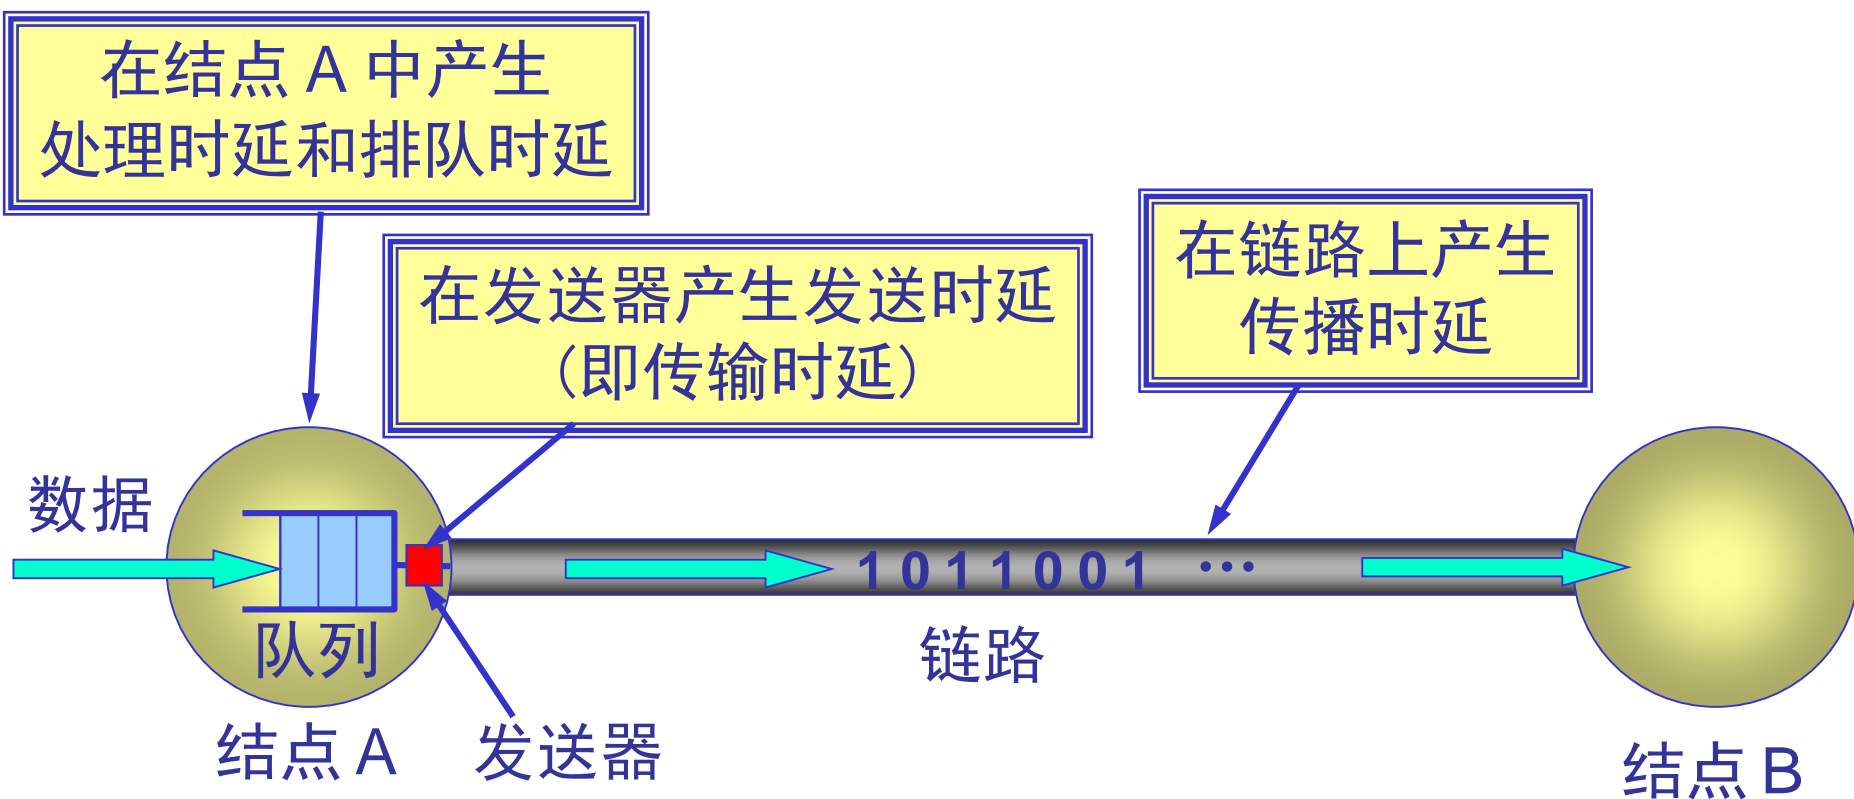 在结点 A 中产生
处理时延和排队时延
在链路上产生
传播时延
在发送器产生发送时延
（即传输时延）
数据
1 0 1 1 0 0 1 …
队列
链路
结点 A
发送器
结点 B